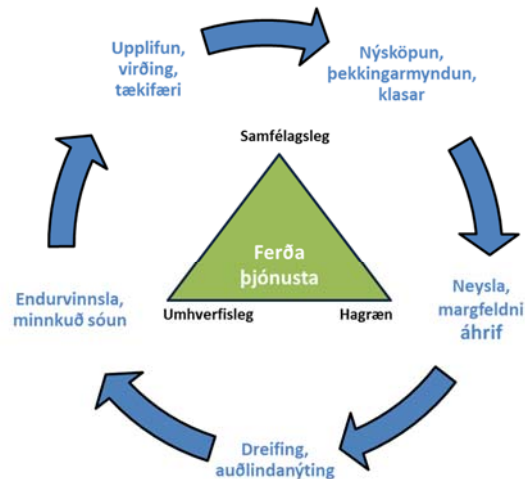 Upplifun,
virðing,
tækifæri
Nýsköpun,
þekkingarmyndun,
klasar
Samfélagsleg
Ferða
þjónusta
Umhverfisleg
Hagræn
Endurvinnsla,
minnkuð sóun
Neysla,
margfeldni
áhrif
Dreifing,
auðlindanýting